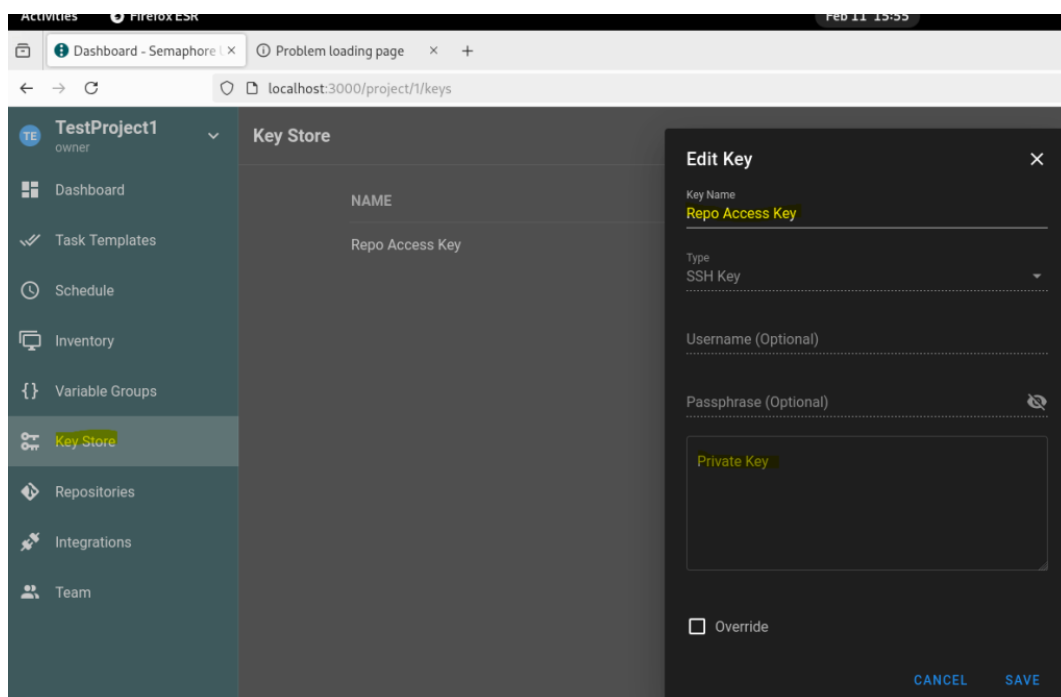 Activities Firefox ESR Feb 11 15:55
Dashboard - Semaphore × Problem loading page × +
localhost:3000/project/1/keys
TE TestProject1
owner
Dashboard
Task Templates
Schedule
Inventory
{} Variable Groups
Key Store
Repositories
Integrations
Team
Key Store
NAME
Repo Access Key
Edit Key
Key Name
Repo Access Key
Type
SSH Key
Username (Optional)
Passphrase (Optional)
Private Key
Override
CANCEL SAVE